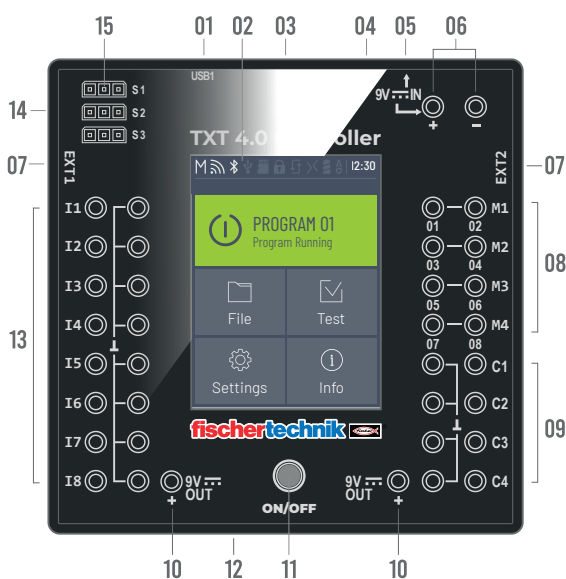 15 01 02 03 04 05 06
USB1
S1
S2
S3
9V IN
+ -
14
TXT 4.0 Controller
07 EXT1
EXT2 07
M 12:30
PROGRAM 01
Program Running
File Test
Settings Info
fischertechnik
I1
I2
I3
I4
I5
I6
I7
I8
13
M1
01 02
M2
03 04
M3
05 06
M4
07 08
08
C1
C2
C3
C4
09
9V
OUT
+
ON/OFF
9V
OUT
+
10 12 11 10